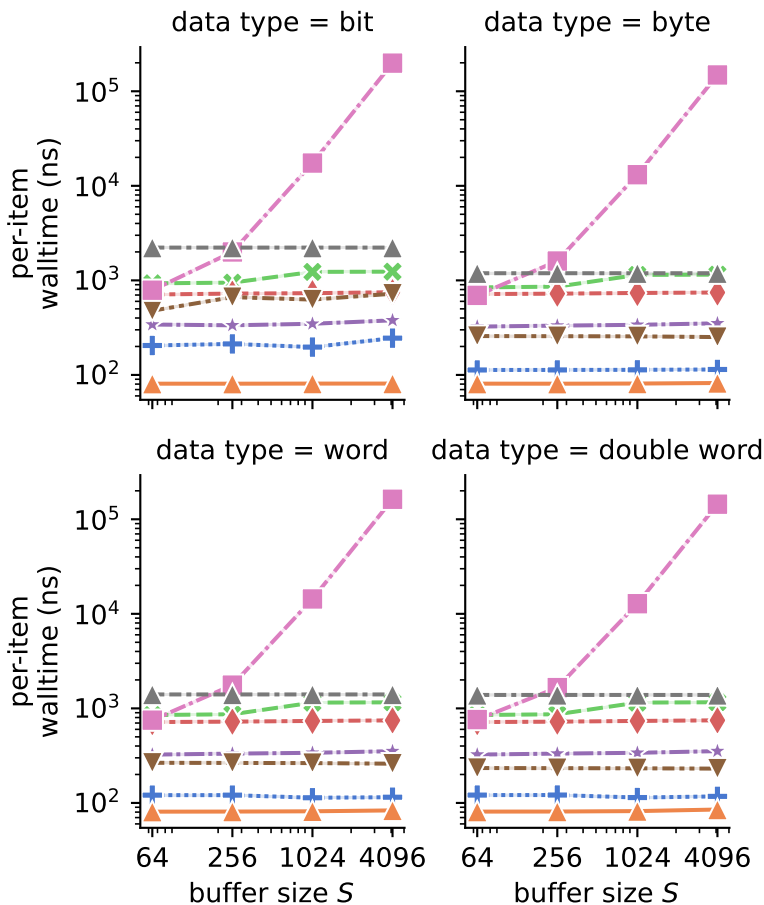 data type = bit
data type = byte
10⁵
10⁴
10³
10²
per-item
walltime (ns)
data type = word
data type = double word
10⁵
10⁴
10³
10²
per-item
walltime (ns)
64 256 1024 4096
64 256 1024 4096
buffer size S
buffer size S